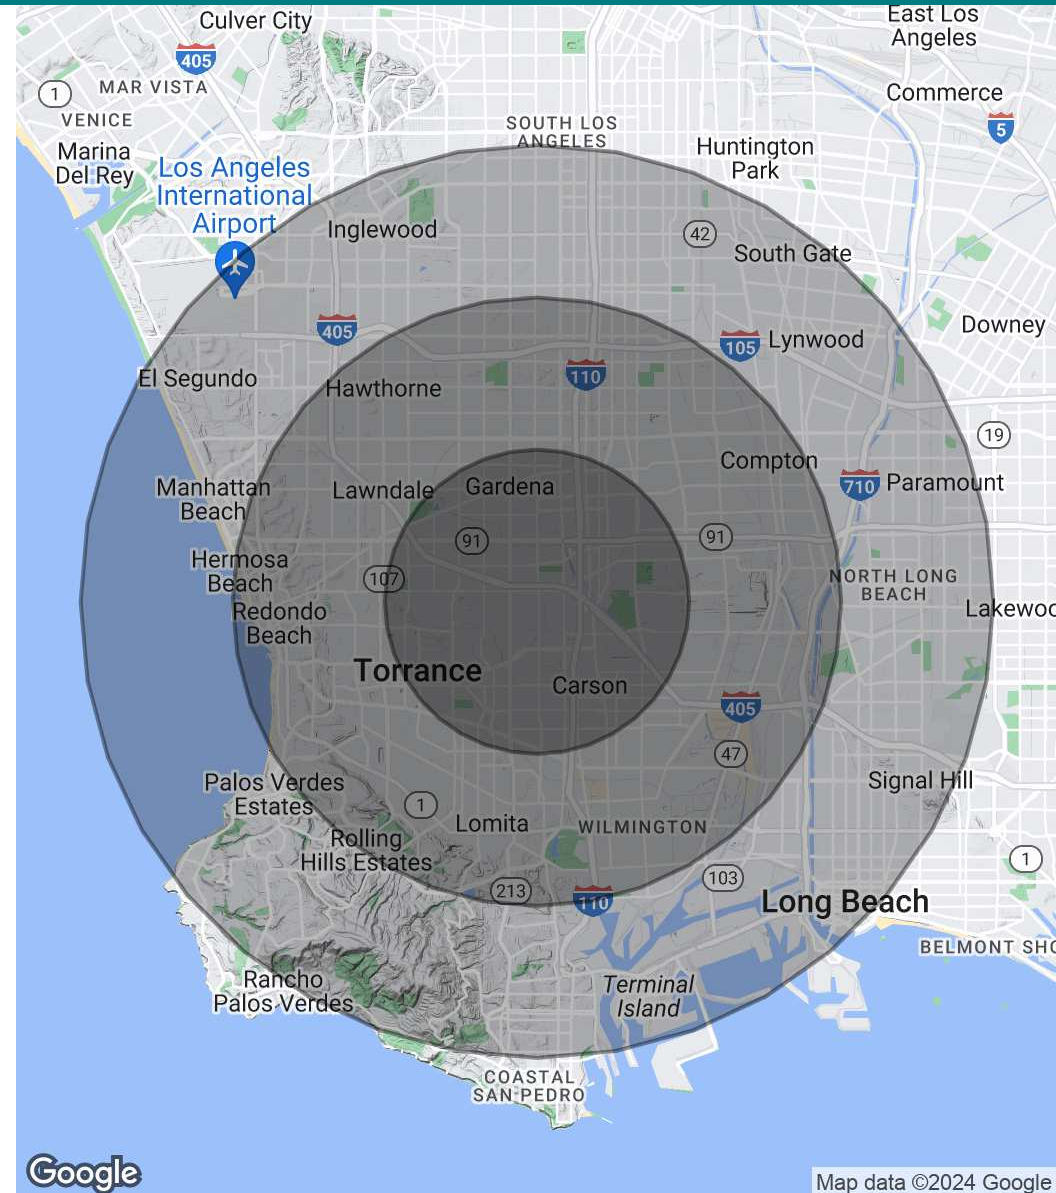 Culver City
East Los
Angeles
405
MAR VISTA
Commerce
1
VENICE
5
SOUTH LOS
ANGELES
Marina
Del Rey
Huntington
Park
Los Angeles
International
Airport
Inglewood
42
South Gate
405
105
Lynwood
Downey
El Segundo
Hawthorne
110
19
Compton
Manhattan
Beach
Lawndale
Gardena
710
Paramount
91
91
Hermosa
Beach
107
NORTH LONG
BEACH
Redondo
Beach
Lakewoo
Torrance
Carson
405
47
Palos Verdes
Estates
Signal Hill
1
Lomita
WILMINGTON
Rolling
Hills Estates
1
213
110
103
Long Beach
BELMONT SHO
Rancho
Palos Verdes
Terminal
Island
COASTAL
SAN PEDRO
Google
Map data ©2024 Google